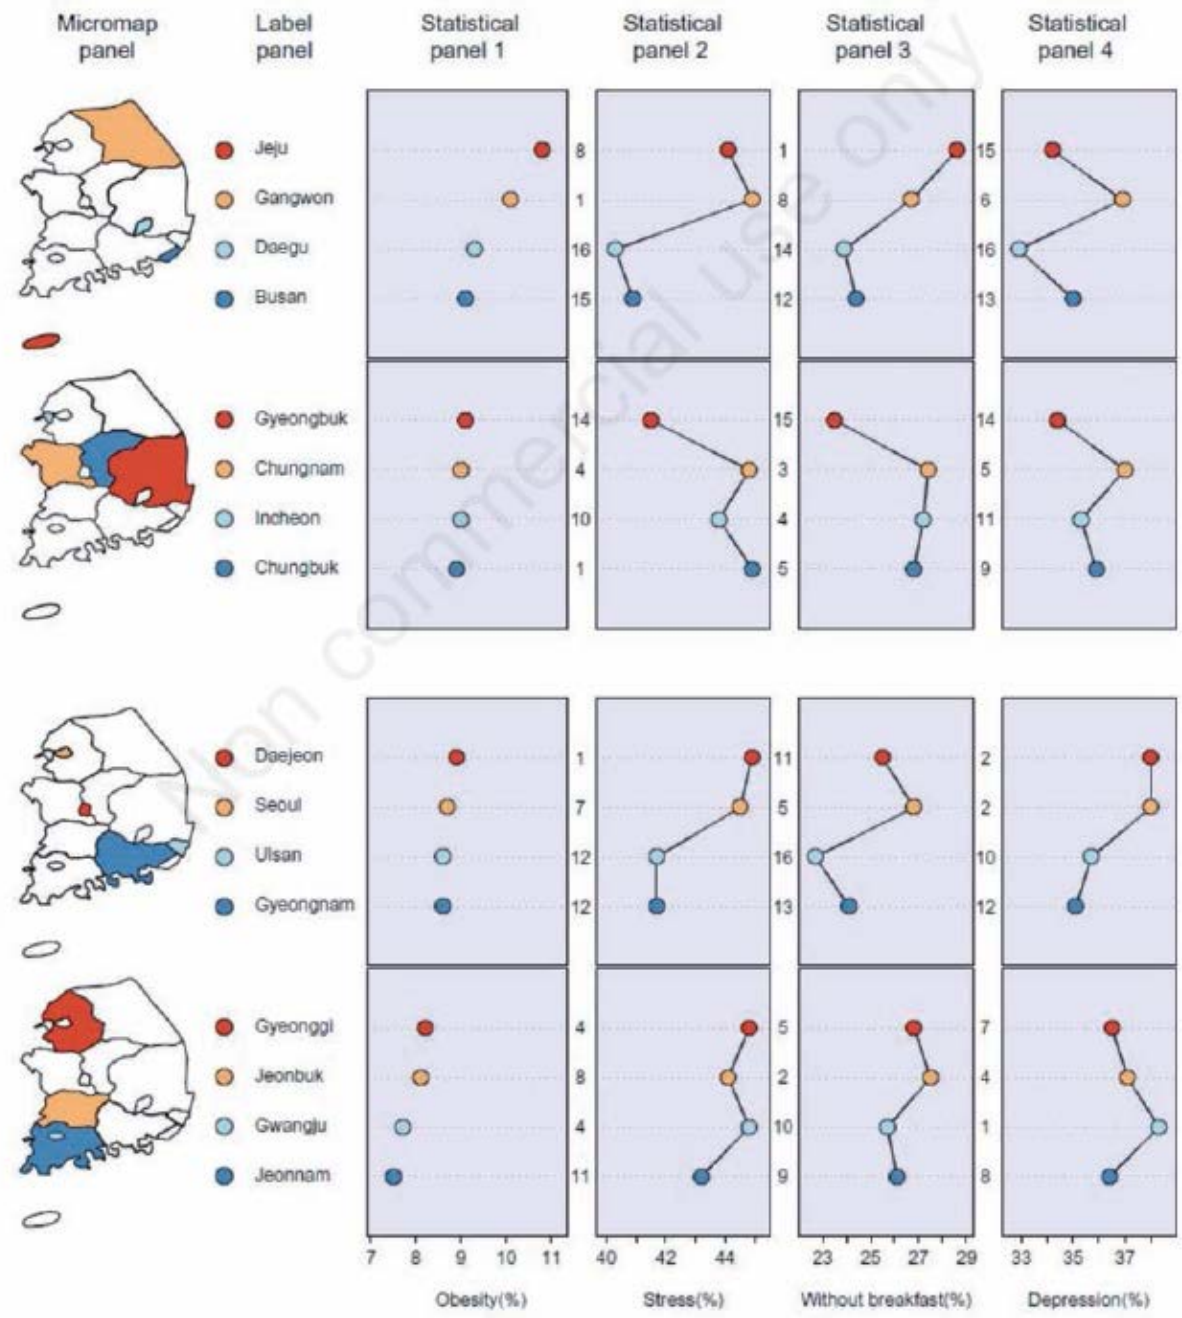 Micromap panel
Label panel
Statistical panel 1
Statistical panel 2
Statistical panel 3
Statistical panel 4
Jeju 8 1 15
Gangwon 1 8 6
Daegu 16 14 16
Busan 15 12 13
Gyeongbuk 14 15 14
Chungnam 4 3 5
Incheon 10 4 11
Chungbuk 1 5 9
Daejeon 1 11 2
Seoul 7 5 2
Ulsan 12 16 10
Gyeongnam 12 13 12
Gyeonggi 4 5 7
Jeonbuk 8 2 4
Gwangju 4 10 1
Jeonnam 11 9 8
7 8 9 10 11 40 42 44 23 25 27 29 33 35 37
Obesity(%) Stress(%) Without breakfast(%) Depression(%)
Non commercial use only